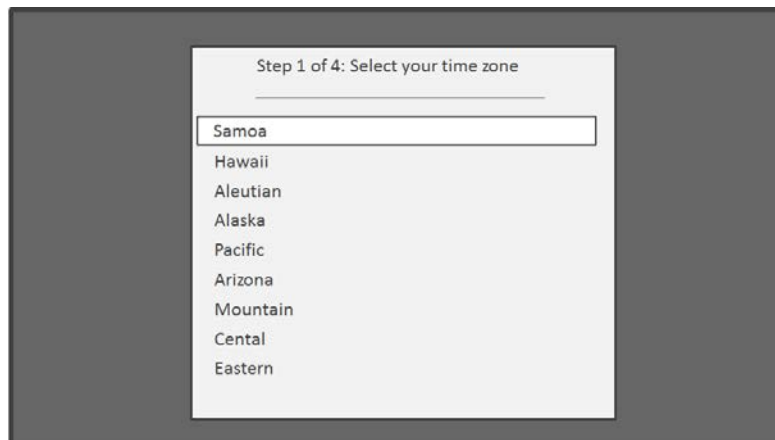 Step 1 of 4: Select your time zone
Samoa
Hawaii
Aleutian
Alaska
Pacific
Arizona
Mountain
Cental
Eastern